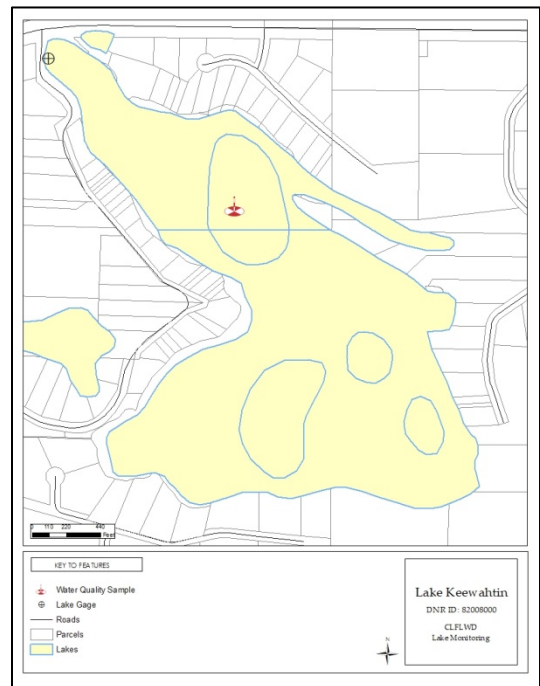 0 110 220 440
Feet
KEY TO FEATURES
Water Quality Sample
Lake Gage
Roads
Parcels
Lakes
N
Lake Keewahtin
DNR ID: 82008000
CLFLWD
Lake Monitoring